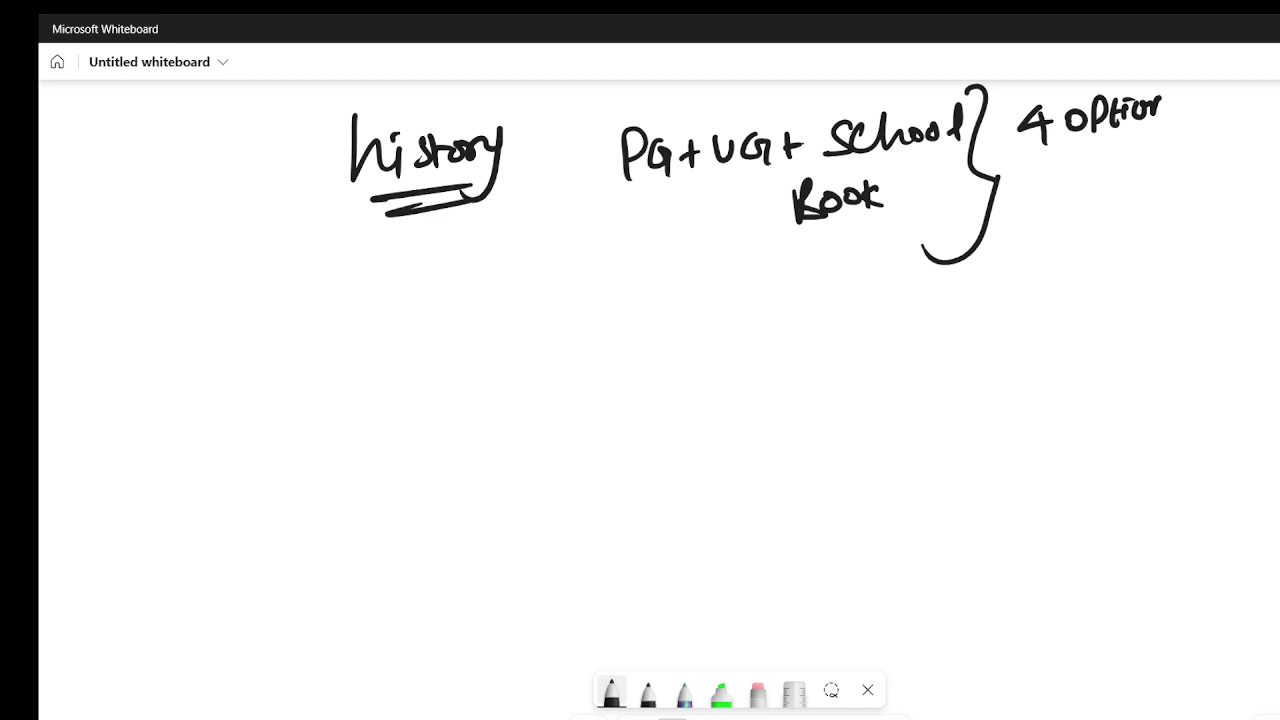 Microsoft Whiteboard
Untitled whiteboard
history PG+UG+ School } 4 option
Book